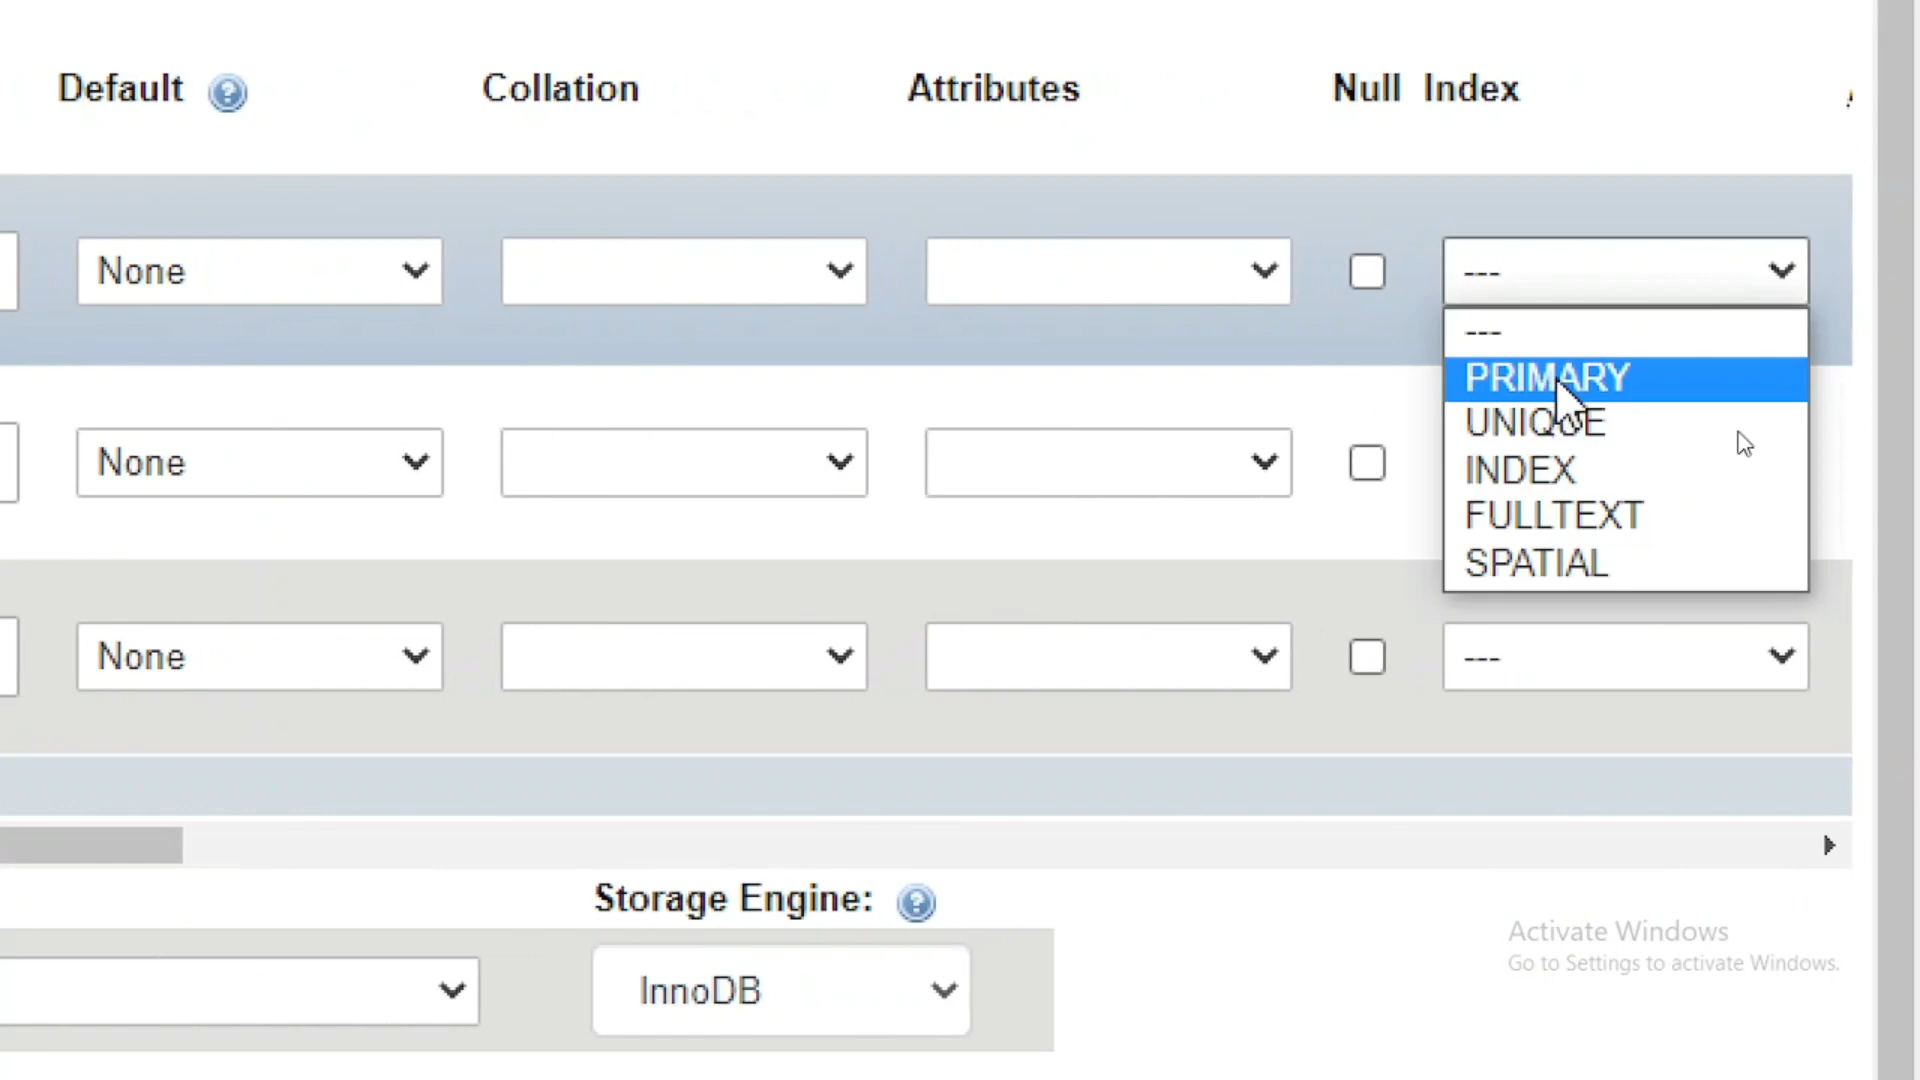 Default Collation Attributes Null Index
None ---
---
PRIMARY
UNIQUE
None
INDEX
FULLTEXT
SPATIAL
None ---
Storage Engine:
InnoDB
Activate Windows
Go to Settings to activate Windows.